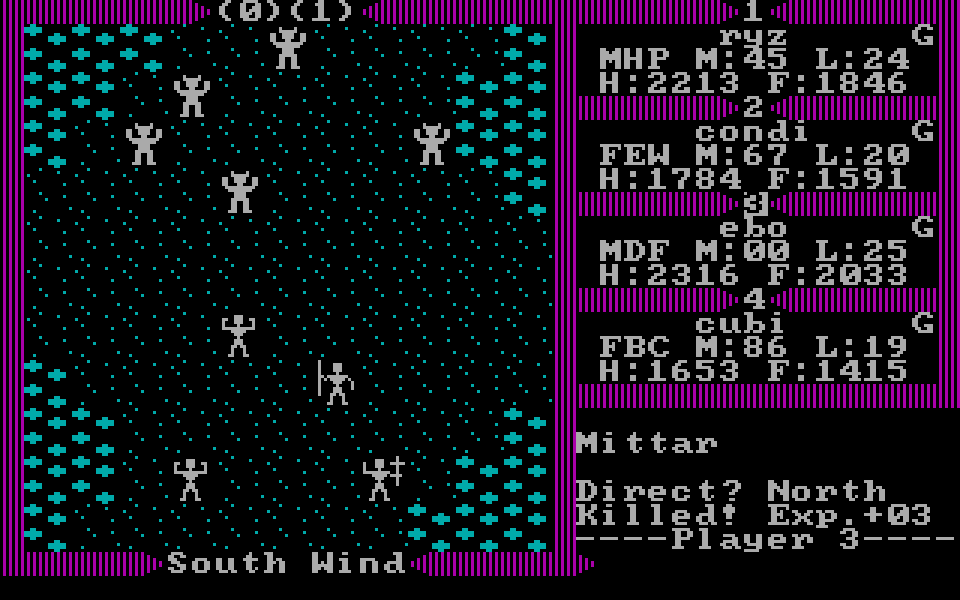 (0)(1)
1
ryz G
MHP M:45 L:24
H:2213 F:1846
2
condi G
FEW M:67 L:20
H:1784 F:1591
3
ebo G
MDF M:00 L:25
H:2316 F:2033
4
cubi G
FBC M:86 L:19
H:1653 F:1415
Mittar
Direct? North
Killed! Exp.+03
----Player 3----
South Wind